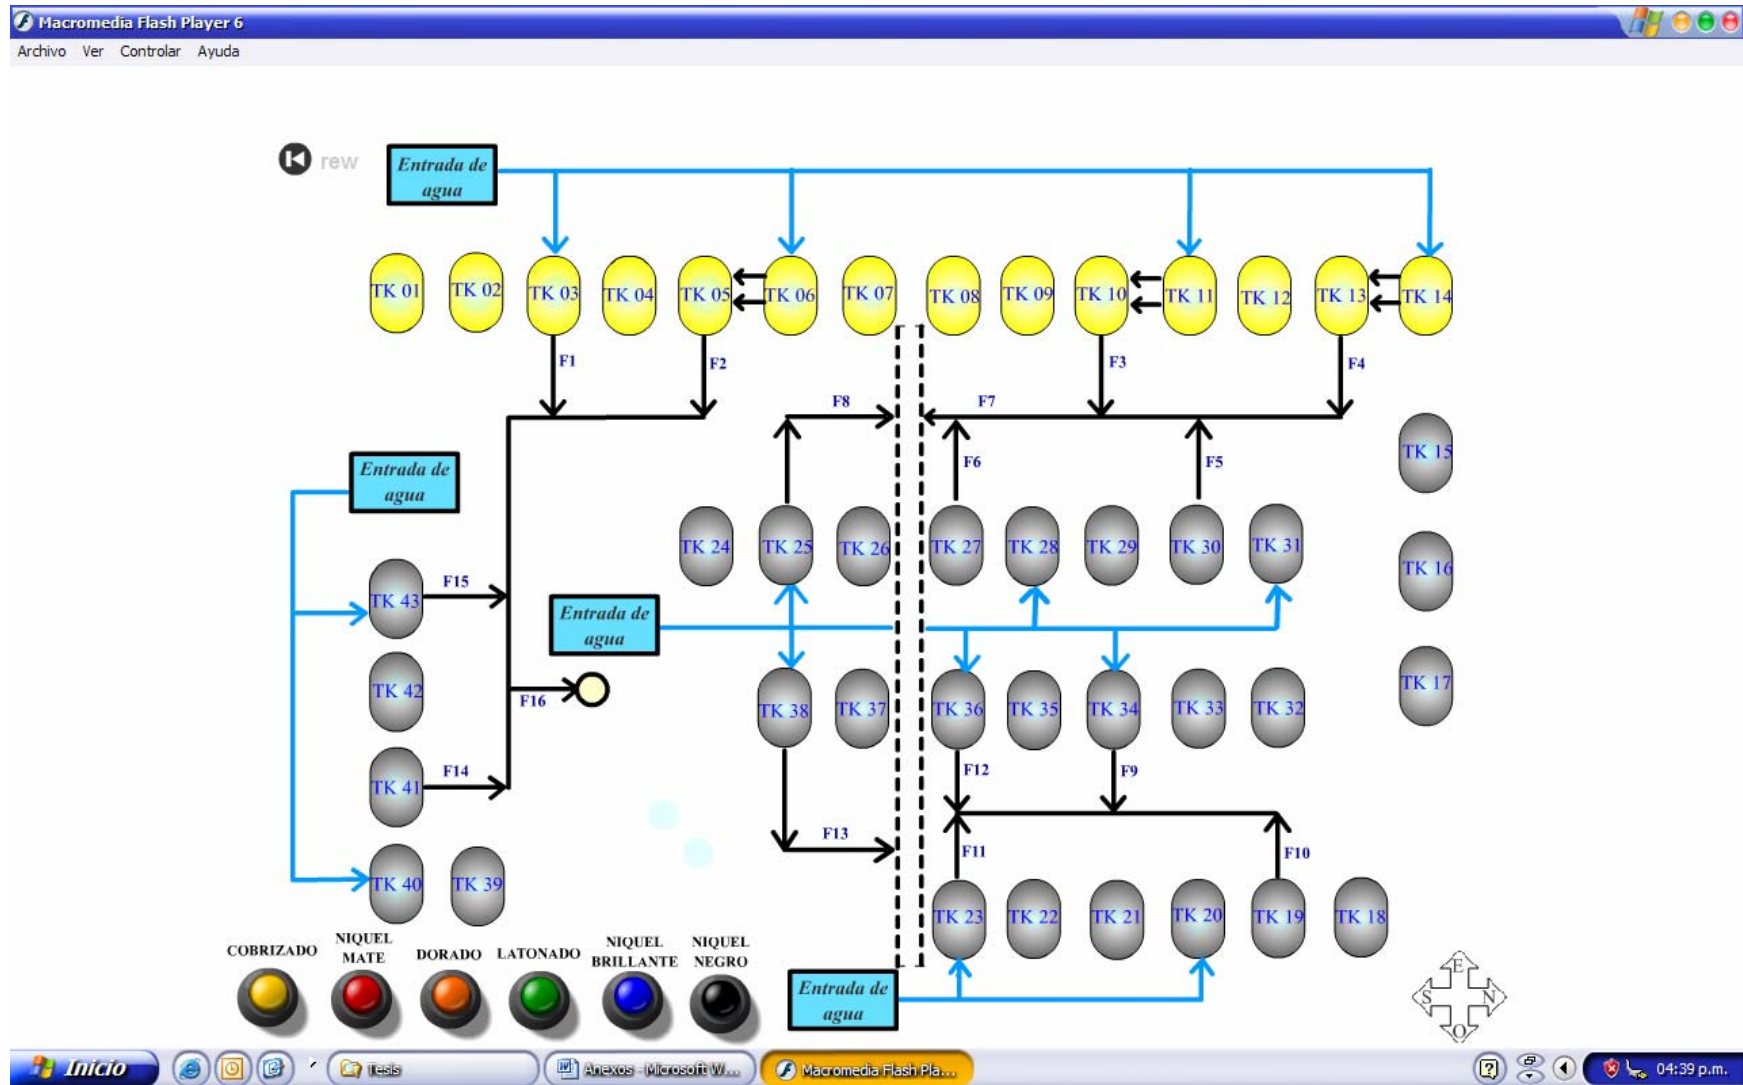 Macromedia Flash Player 6
Archivo Ver Controlar Ayuda
rew
Entrada de
agua
TK 01 TK 02 TK 03 TK 04 TK 05 TK 06 TK 07 TK 08 TK 09 TK 10 TK 11 TK 12 TK 13 TK 14
F1 F2 F3 F4
F8 F7
Entrada de
agua
F6 F5
TK 15
TK 24 TK 25 TK 26 TK 27 TK 28 TK 29 TK 30 TK 31
TK 16
F15
TK 43
Entrada de
agua
TK 42
F16
TK 38 TK 37 TK 36 TK 35 TK 34 TK 33 TK 32
TK 17
F14
TK 41
F12 F9
F13
F11 F10
TK 40 TK 39
TK 23 TK 22 TK 21 TK 20 TK 19 TK 18
COBRIZADO
NIQUEL
MATE
DORADO
LATONADO
NIQUEL
BRILLANTE
NIQUEL
NEGRO
Entrada de
agua
E
S N
O
Inicio
Tesis
Anexos - Microsoft W...
Macromedia Flash Pla...
04:39 p.m.